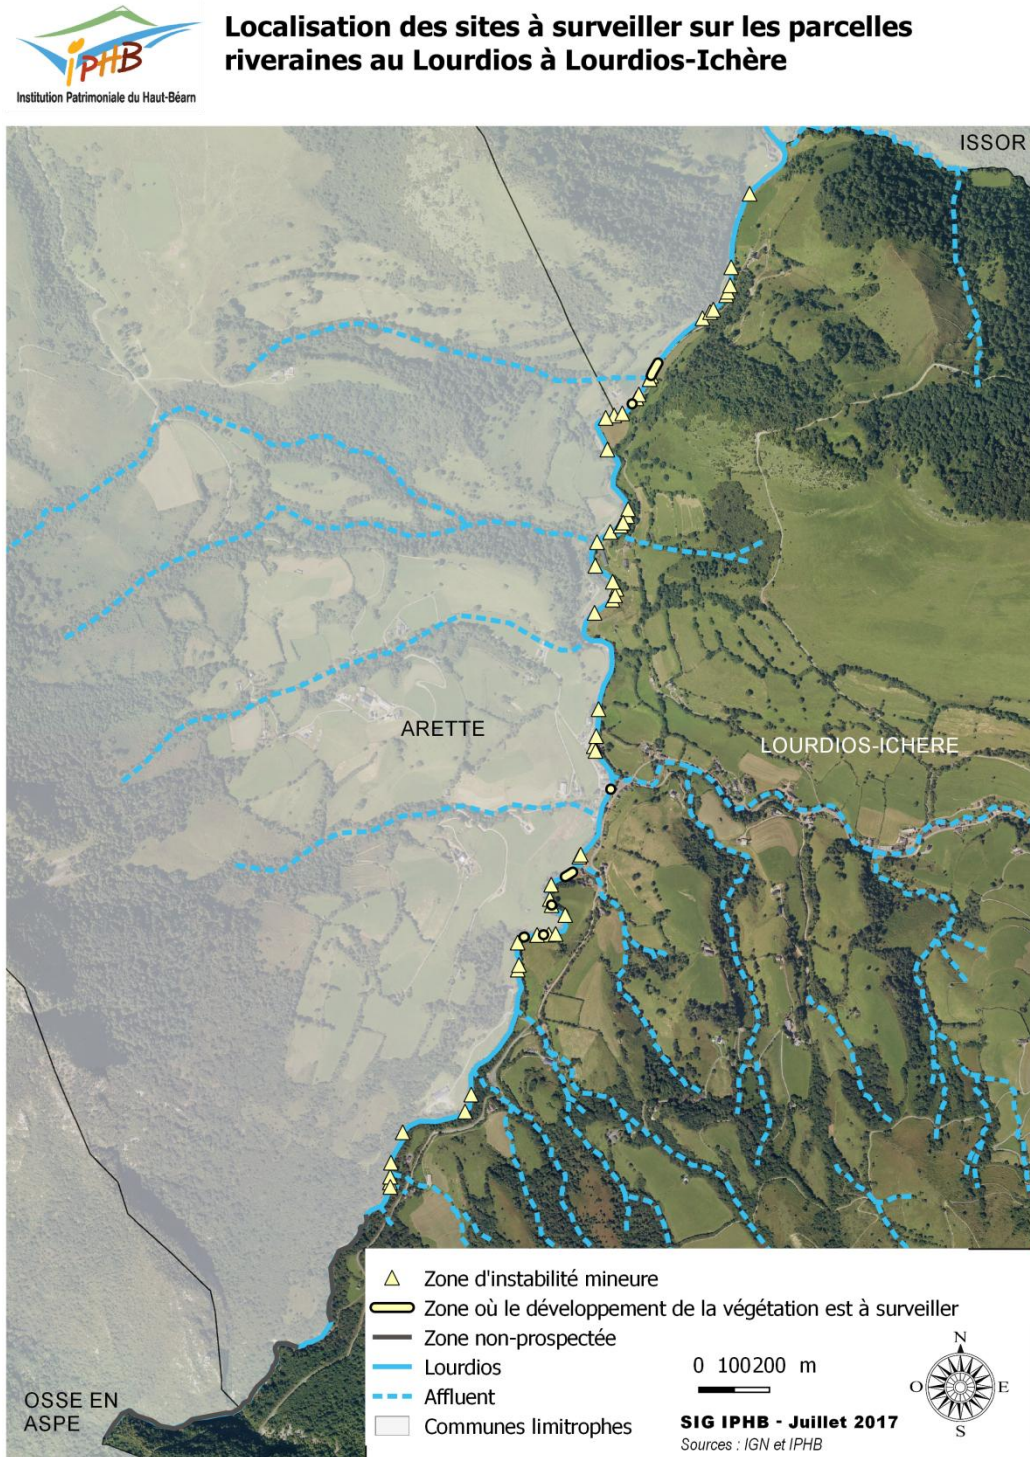 iPHB
Institution Patrimoniale du Haut-Béarn
Localisation des sites à surveiller sur les parcelles
riveraines au Lourdios à Lourdios-Ichère
ISSOR
ARETTE
LOURDIOS-ICHERE
OSSE EN
ASPE
Zone d'instabilité mineure
Zone où le développement de la végétation est à surveiller
Zone non-prospectée
Lourdios
Affluent
Communes limitrophes
0 100200 m
SIG IPHB - Juillet 2017
Sources : IGN et IPHB
N
O
E
S